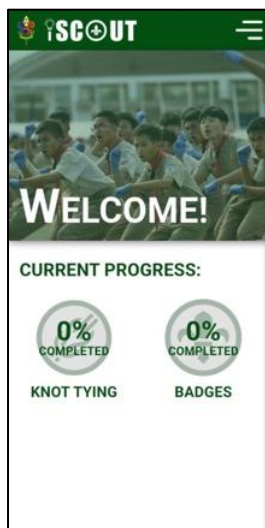 iSCOUT
WELCOME!
CURRENT PROGRESS:
0% 0%
COMPLETED COMPLETED
KNOT TYING BADGES